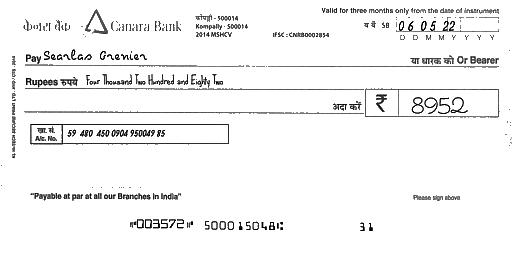 Valid for three months only from the date of instrument
केनरा बैंक Canara Bank
कोमपल्ली - 500014
Kompally - 500014
2014 MSHCV
IFSC : CNRB0002854
SB 06 05 22
D D M M Y Y Y Y
Pay Searlas Grenier या धारक को Or Bearer
Rupees रुपये Four Thousand Two Hundred and Eighty Two
अदा करें ₹ 8952
खा. सं.
A/c. No. 59 480 450 0904 950049 85
"Payable at par at all our Branches in India"
Please sign above
⑈003572⑈ 500015048⑆ 31